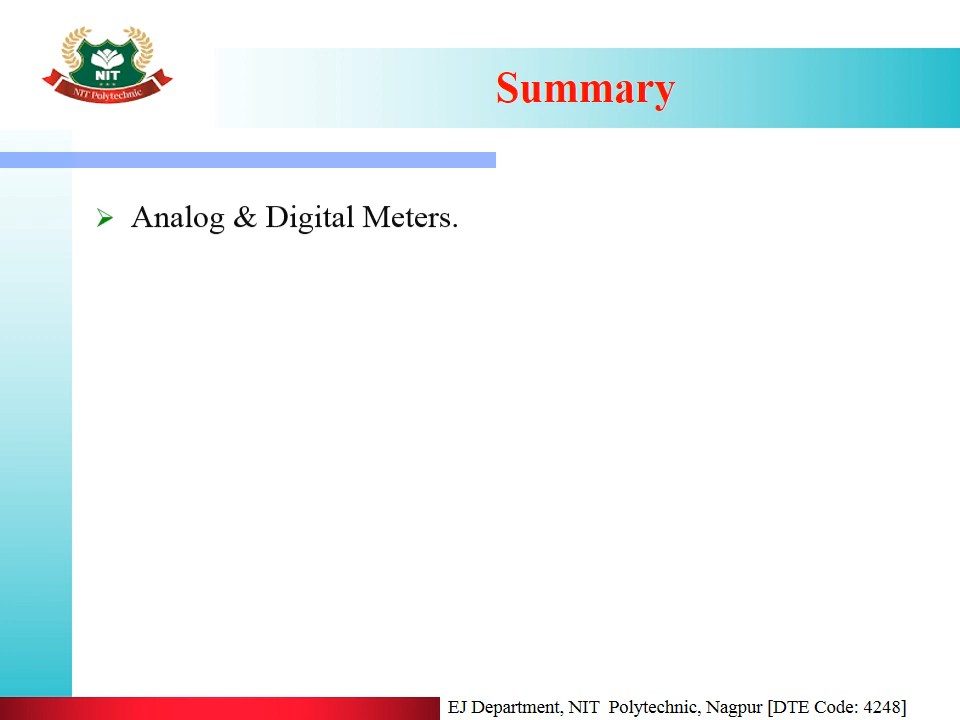 NIT
NIT Polytechnic
Summary
Analog & Digital Meters.
EJ Department, NIT Polytechnic, Nagpur [DTE Code: 4248]